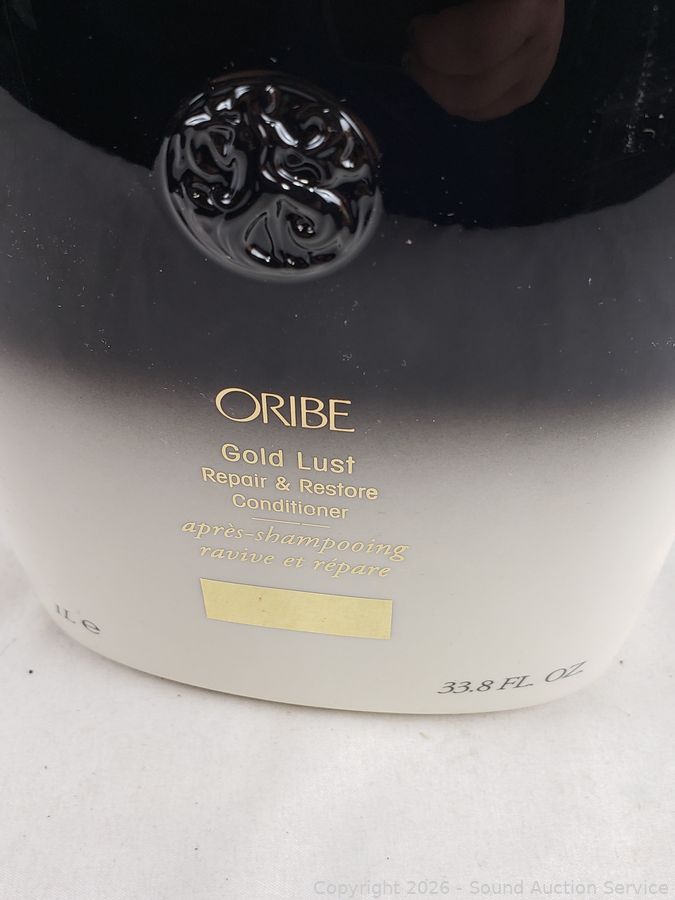 ORIBE
Gold Lust
Repair & Restore
Conditioner
après-shampooing
ravive et répare
1L e
33.8 FL OZ
Copyright 2026 - Sound Auction Service